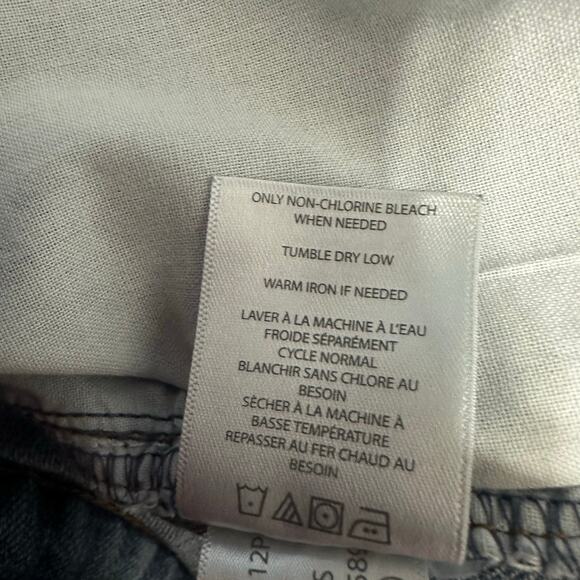 ONLY NON-CHLORINE BLEACH
WHEN NEEDED
TUMBLE DRY LOW
WARM IRON IF NEEDED
LAVER À LA MACHINE À L'EAU
FROIDE SÉPARÉMENT
CYCLE NORMAL
BLANCHIR SANS CHLORE AU
BESOIN
SÉCHER À LA MACHINE À
BASSE TEMPÉRATURE
REPASSER AU FER CHAUD AU
BESOIN